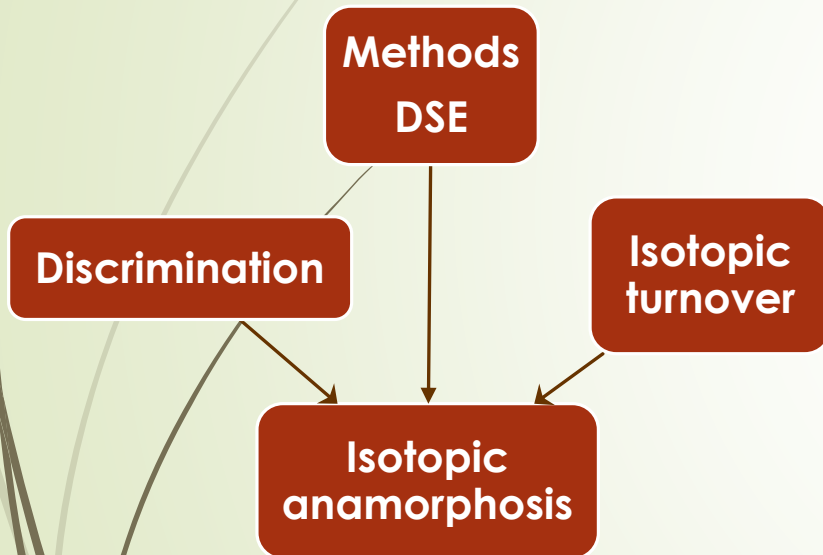 Methods
DSE
Discrimination
Isotopic
turnover
Isotopic
anamorphosis